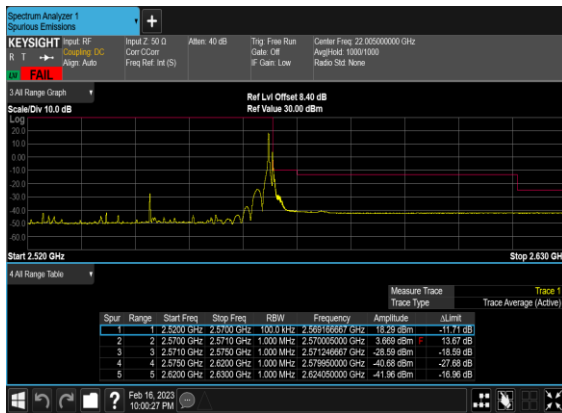 Spectrum Analyzer 1
Spurious Emissions
KEYSIGHT Input: RF Input Z: 50 Ω Atten: 40 dB Trig: Free Run Center Freq: 22.005000000 GHz
R T Coupling: DC Corr CCorr Gate: Off Avg|Hold: 1000/1000
Align: Auto Freq Ref: Int (S) IF Gain: Low Radio Std: None
FAIL
3 All Range Graph
Ref Lvl Offset 8.40 dB
Scale/Div 10.0 dB Ref Value 30.00 dBm
Log
20.0
10.0
0.00
-10.0
-20.0
-30.0
-40.0
-50.0
-60.0
Start 2.520 GHz Stop 2.630 GH
4 All Range Table
Measure Trace Trace 1
Trace Type Trace Average (Active)
Spur Range Start Freq Stop Freq RBW Frequency Amplitude ΔLimit
1 1 2.5200 GHz 2.5700 GHz 100.0 kHz 2.569166667 GHz 18.29 dBm -11.71 dB
2 2 2.5700 GHz 2.5710 GHz 1.000 MHz 2.570005000 GHz 3.669 dBm F 13.67 dB
3 3 2.5710 GHz 2.5750 GHz 1.000 MHz 2.571246667 GHz -28.59 dBm -18.59 dB
4 4 2.5750 GHz 2.6200 GHz 1.000 MHz 2.579950000 GHz -40.68 dBm -27.68 dB
5 5 2.6200 GHz 2.6300 GHz 1.000 MHz 2.624050000 GHz -41.96 dBm -16.96 dB
Feb 16, 2023
10:00:27 PM